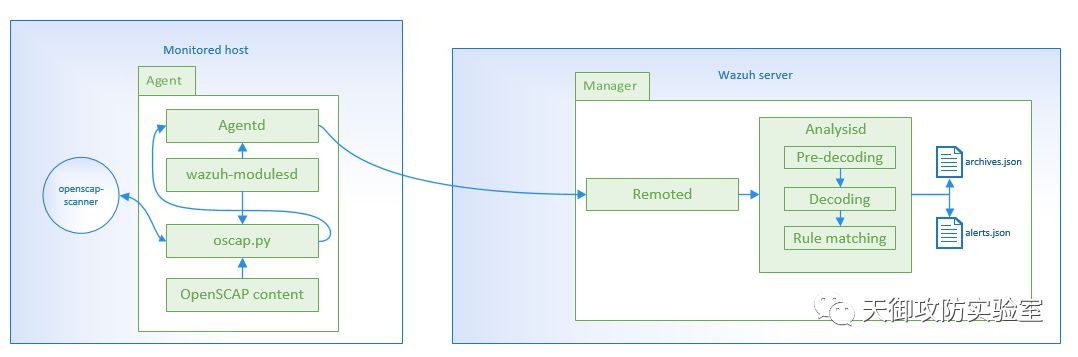 Monitored host
Agent
Agentd
wazuh-modulesd
openscap-
scanner
oscap.py
OpenSCAP content
Wazuh server
Manager
Remoted
Analysisd
Pre-decoding
Decoding
Rule matching
archives.json
alerts.json
天御攻防实验室